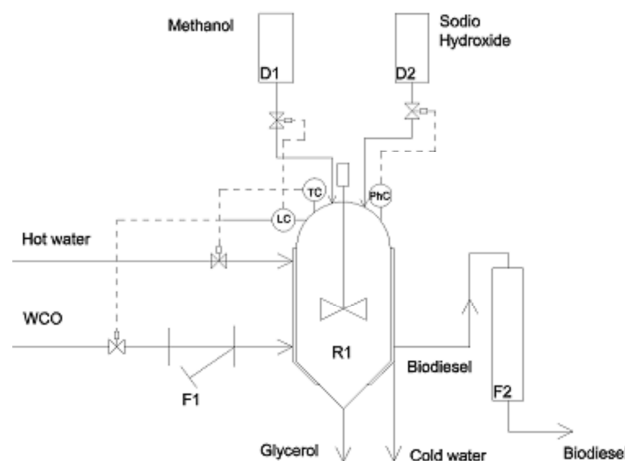 Methanol
Sodio
Hydroxide
D1
D2
TC
PhC
LC
Hot water
WCO
R1
Biodiesel
F1
F2
Glycerol
Cold water
Biodiesel